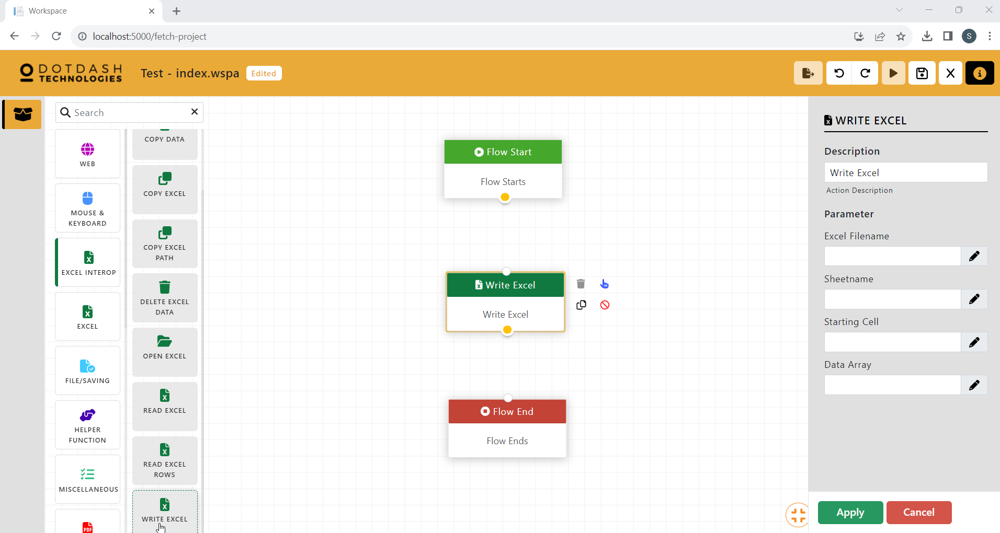 Workspace
localhost:5000/fetch-project
DOTDASH
TECHNOLOGIES
Test - index.wspa
Edited
Search
WEB
MOUSE &
KEYBOARD
EXCEL INTEROP
EXCEL
FILE/SAVING
HELPER
FUNCTION
MISCELLANEOUS
PDF
COPY DATA
COPY EXCEL
COPY EXCEL
PATH
DELETE EXCEL
DATA
OPEN EXCEL
READ EXCEL
READ EXCEL
ROWS
WRITE EXCEL
Flow Start
Flow Starts
Write Excel
Write Excel
Flow End
Flow Ends
S
WRITE EXCEL
Description
Write Excel
Action Description
Parameter
Excel Filename
Sheetname
Starting Cell
Data Array
Apply
Cancel